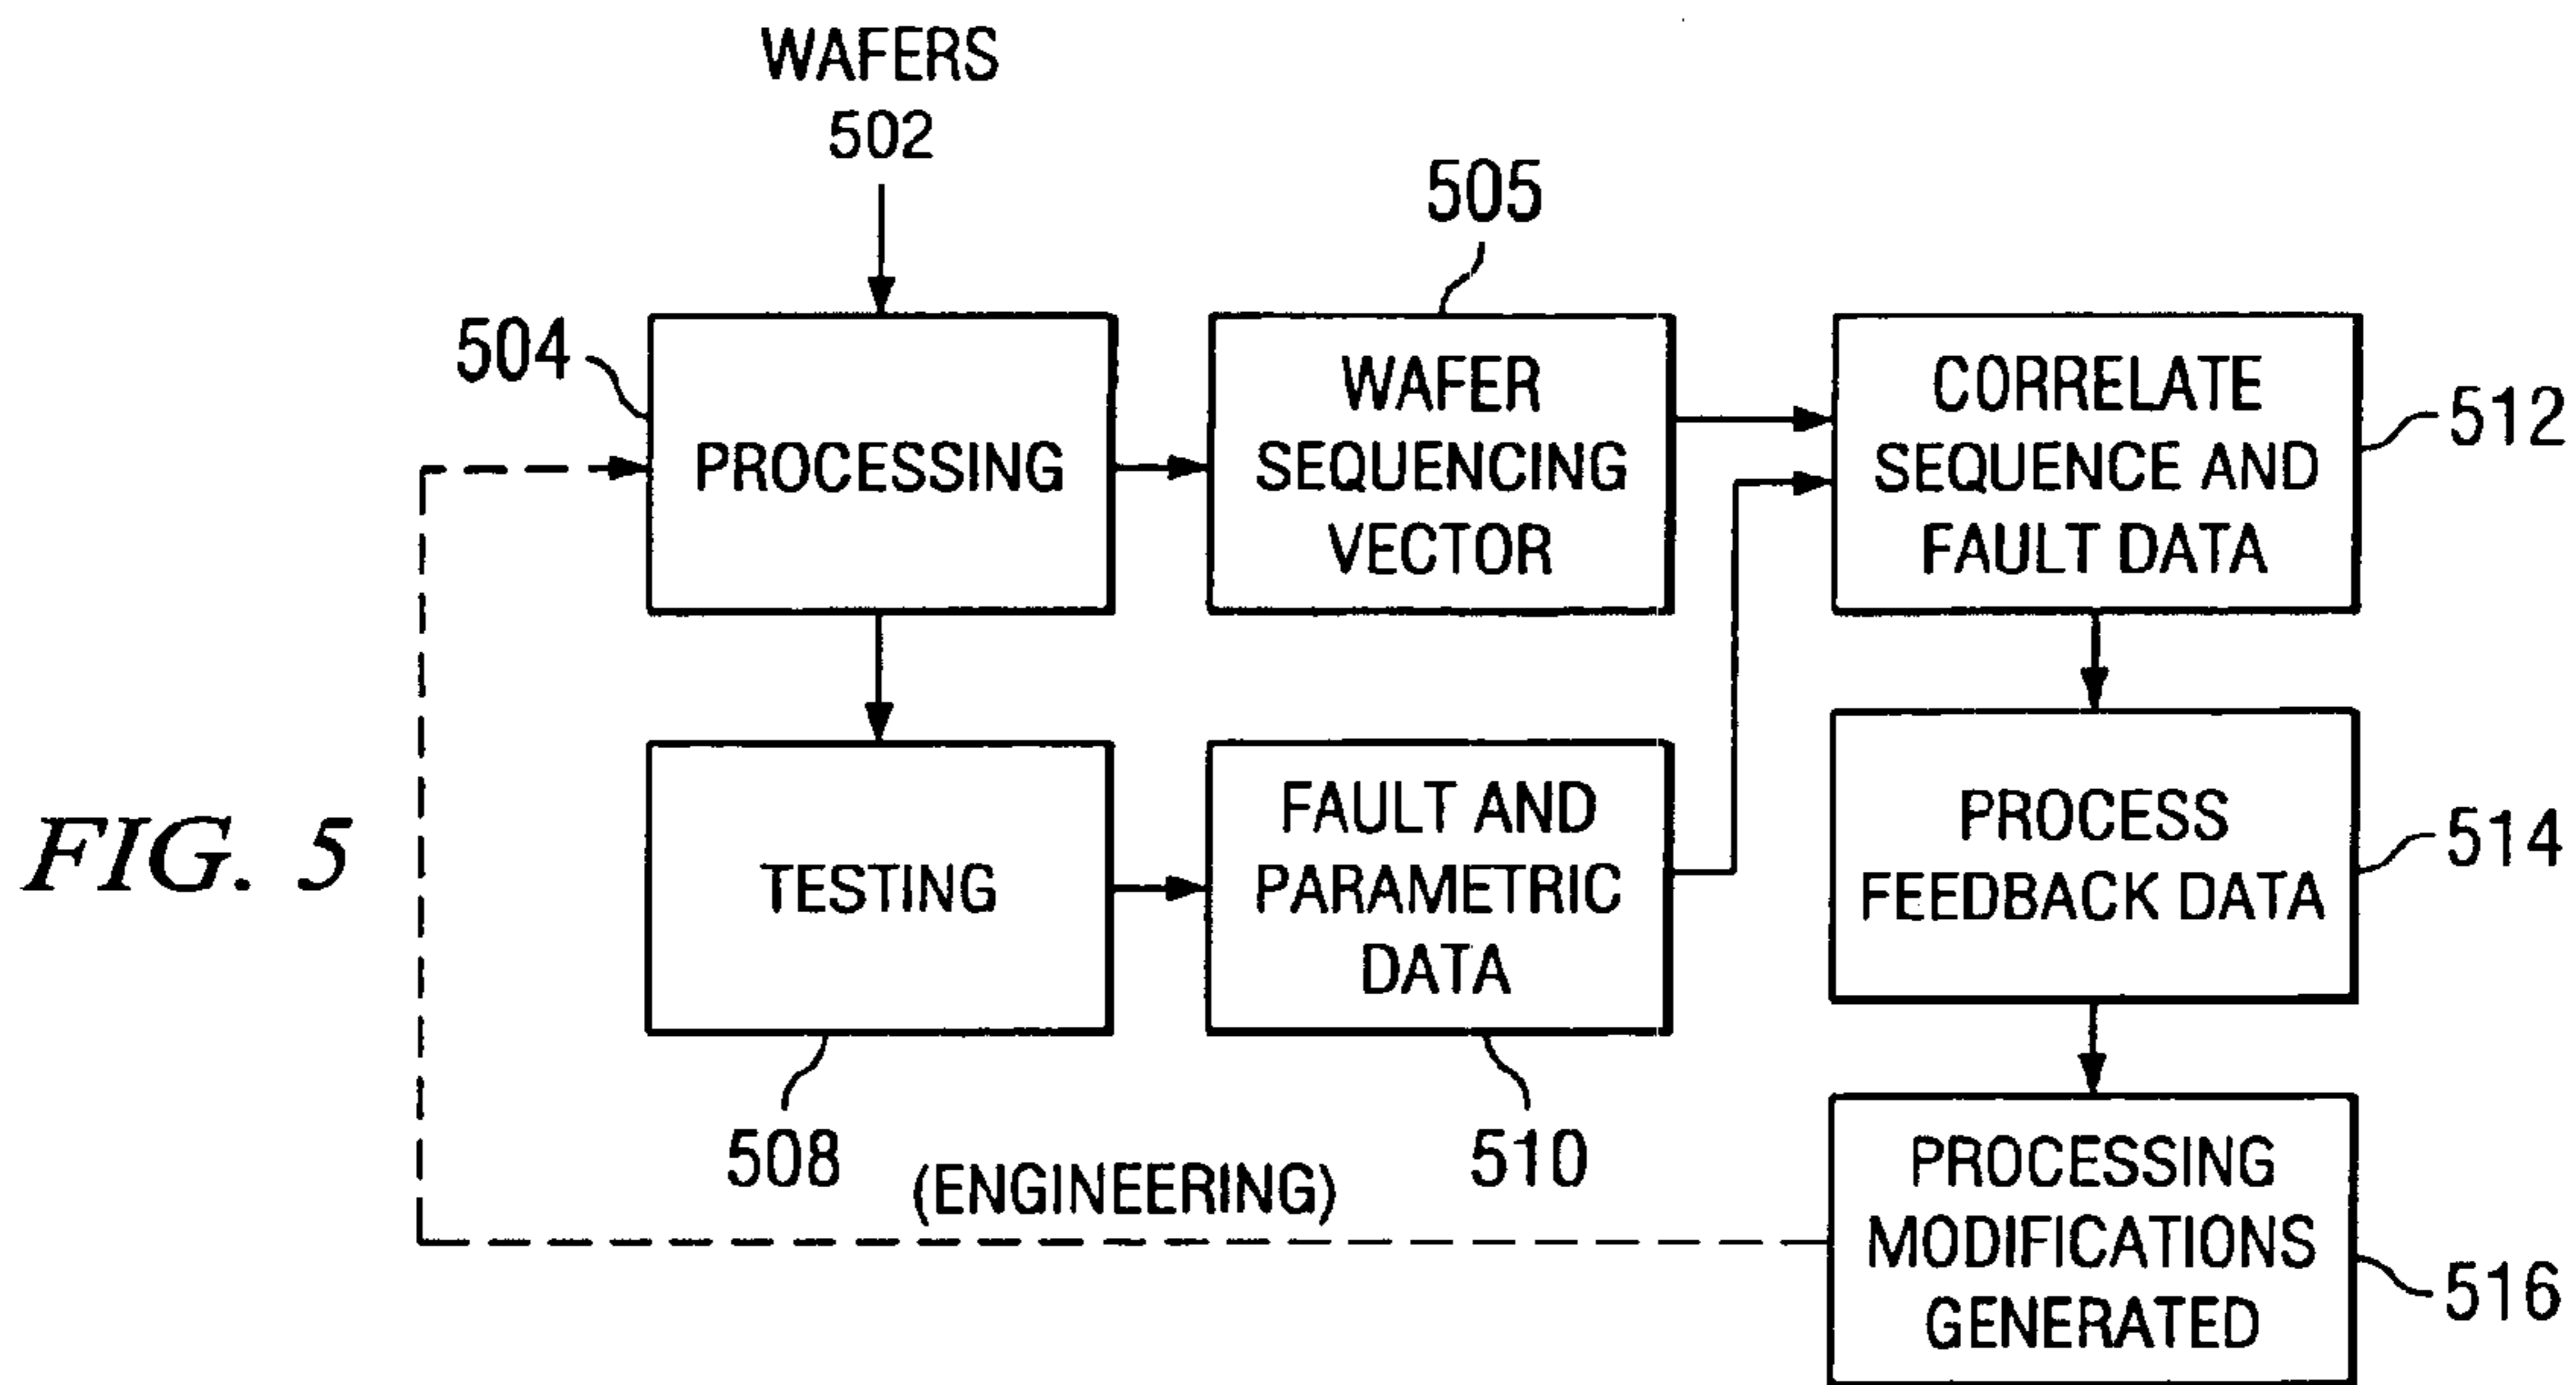 WAFERS
502
505
504
PROCESSING
WAFER
SEQUENCING
VECTOR
CORRELATE
SEQUENCE AND
FAULT DATA
512
FIG. 5
TESTING
508
FAULT AND
PARAMETRIC
DATA
510
PROCESS
FEEDBACK DATA
514
(ENGINEERING)
PROCESSING
MODIFICATIONS
GENERATED
516